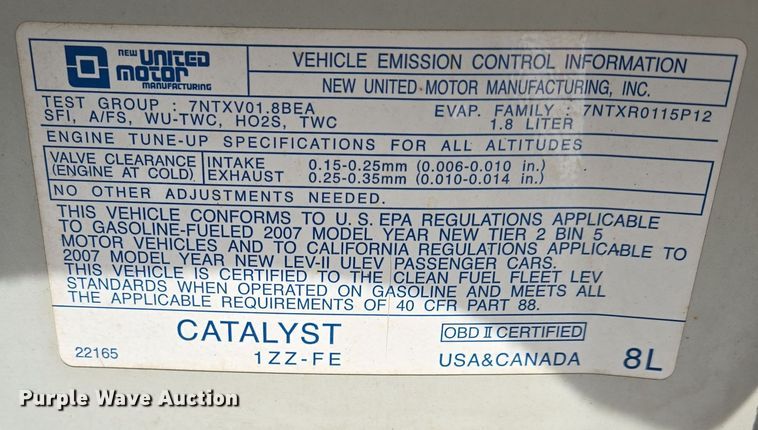 NEW UNITED MOTOR MANUFACTURING
VEHICLE EMISSION CONTROL INFORMATION
NEW UNITED MOTOR MANUFACTURING, INC.
TEST GROUP : 7NTXV01.8BEA EVAP. FAMILY : 7NTXR0115P12
SFI, A/FS, WU-TWC, HO2S, TWC 1.8 LITER
ENGINE TUNE-UP SPECIFICATIONS FOR ALL ALTITUDES
VALVE CLEARANCE INTAKE 0.15-0.25mm (0.006-0.010 in.)
(ENGINE AT COLD) EXHAUST 0.25-0.35mm (0.010-0.014 in.)
NO OTHER ADJUSTMENTS NEEDED.
THIS VEHICLE CONFORMS TO U.S. EPA REGULATIONS APPLICABLE
TO GASOLINE-FUELED 2007 MODEL YEAR NEW TIER 2 BIN 5
MOTOR VEHICLES AND TO CALIFORNIA REGULATIONS APPLICABLE TO
2007 MODEL YEAR NEW LEV-II ULEV PASSENGER CARS.
THIS VEHICLE IS CERTIFIED TO THE CLEAN FUEL FLEET LEV
STANDARDS WHEN OPERATED ON GASOLINE AND MEETS ALL
THE APPLICABLE REQUIREMENTS OF 40 CFR PART 88.
CATALYST OBD II CERTIFIED
22165 1ZZ-FE USA&CANADA 8L
Purple Wave Auction